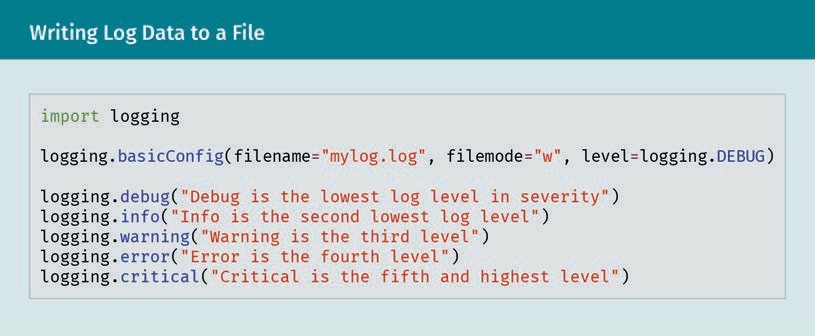 Writing Log Data to a File
import logging
logging.basicConfig(filename="mylog.log", filemode="w", level=logging.DEBUG)
logging.debug("Debug is the lowest log level in severity")
logging.info("Info is the second lowest log level")
logging.warning("Warning is the third level")
logging.error("Error is the fourth level")
logging.critical("Critical is the fifth and highest level")